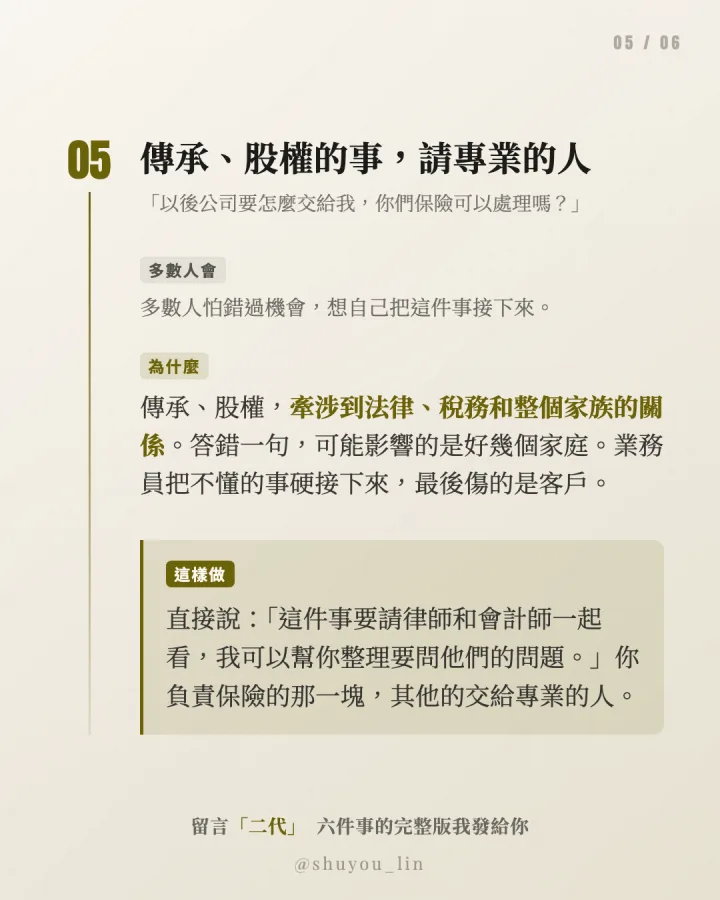 05 / 06
05 傳承、股權的事，請專業的人
「以後公司要怎麼交給我，你們保險可以處理嗎？」
多數人會
多數人怕錯過機會，想自己把這件事接下來。
為什麼
傳承、股權，牽涉到法律、稅務和整個家族的關
係。答錯一句，可能影響的是好幾個家庭。業務
員把不懂的事硬接下來，最後傷的是客戶。
這樣做
直接說：「這件事要請律師和會計師一起
看，我可以幫你整理要問他們的問題。」你
負責保險的那一塊，其他的交給專業的人。
留言「二代」 六件事的完整版我發給你
@shuyou_lin